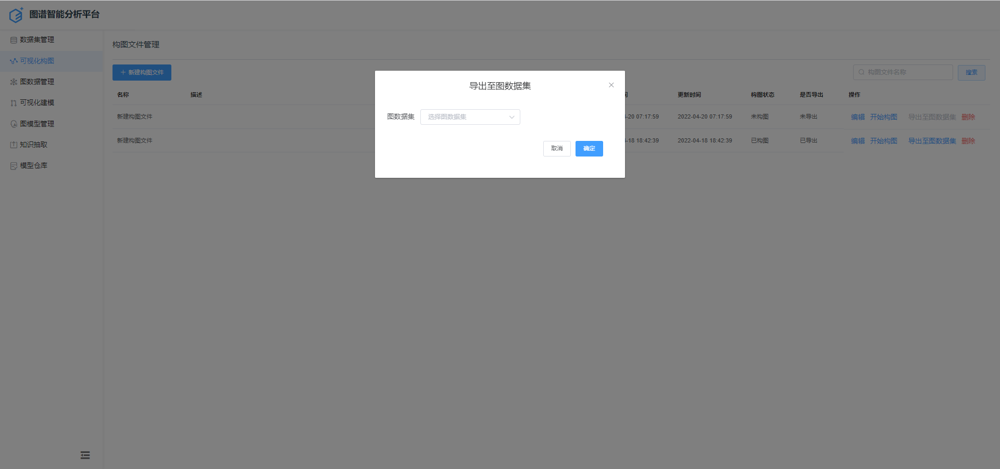 图谱智能分析平台
数据集管理
可视化构图
图数据管理
可视化建模
图模型管理
知识抽取
模型仓库
构图文件管理
新建构图文件
构图文件名称
搜索
名称 描述 更新时间 构图状态 是否导出 操作
新建构图文件 -20 07:17:59 2022-04-20 07:17:59 未构图 未导出 编辑 开始构图 导出至图数据集 删除
新建构图文件 -18 18:42:39 2022-04-18 18:42:39 已构图 已导出 编辑 开始构图 导出至图数据集 删除
导出至图数据集
图数据集 选择图数据集
取消 确定